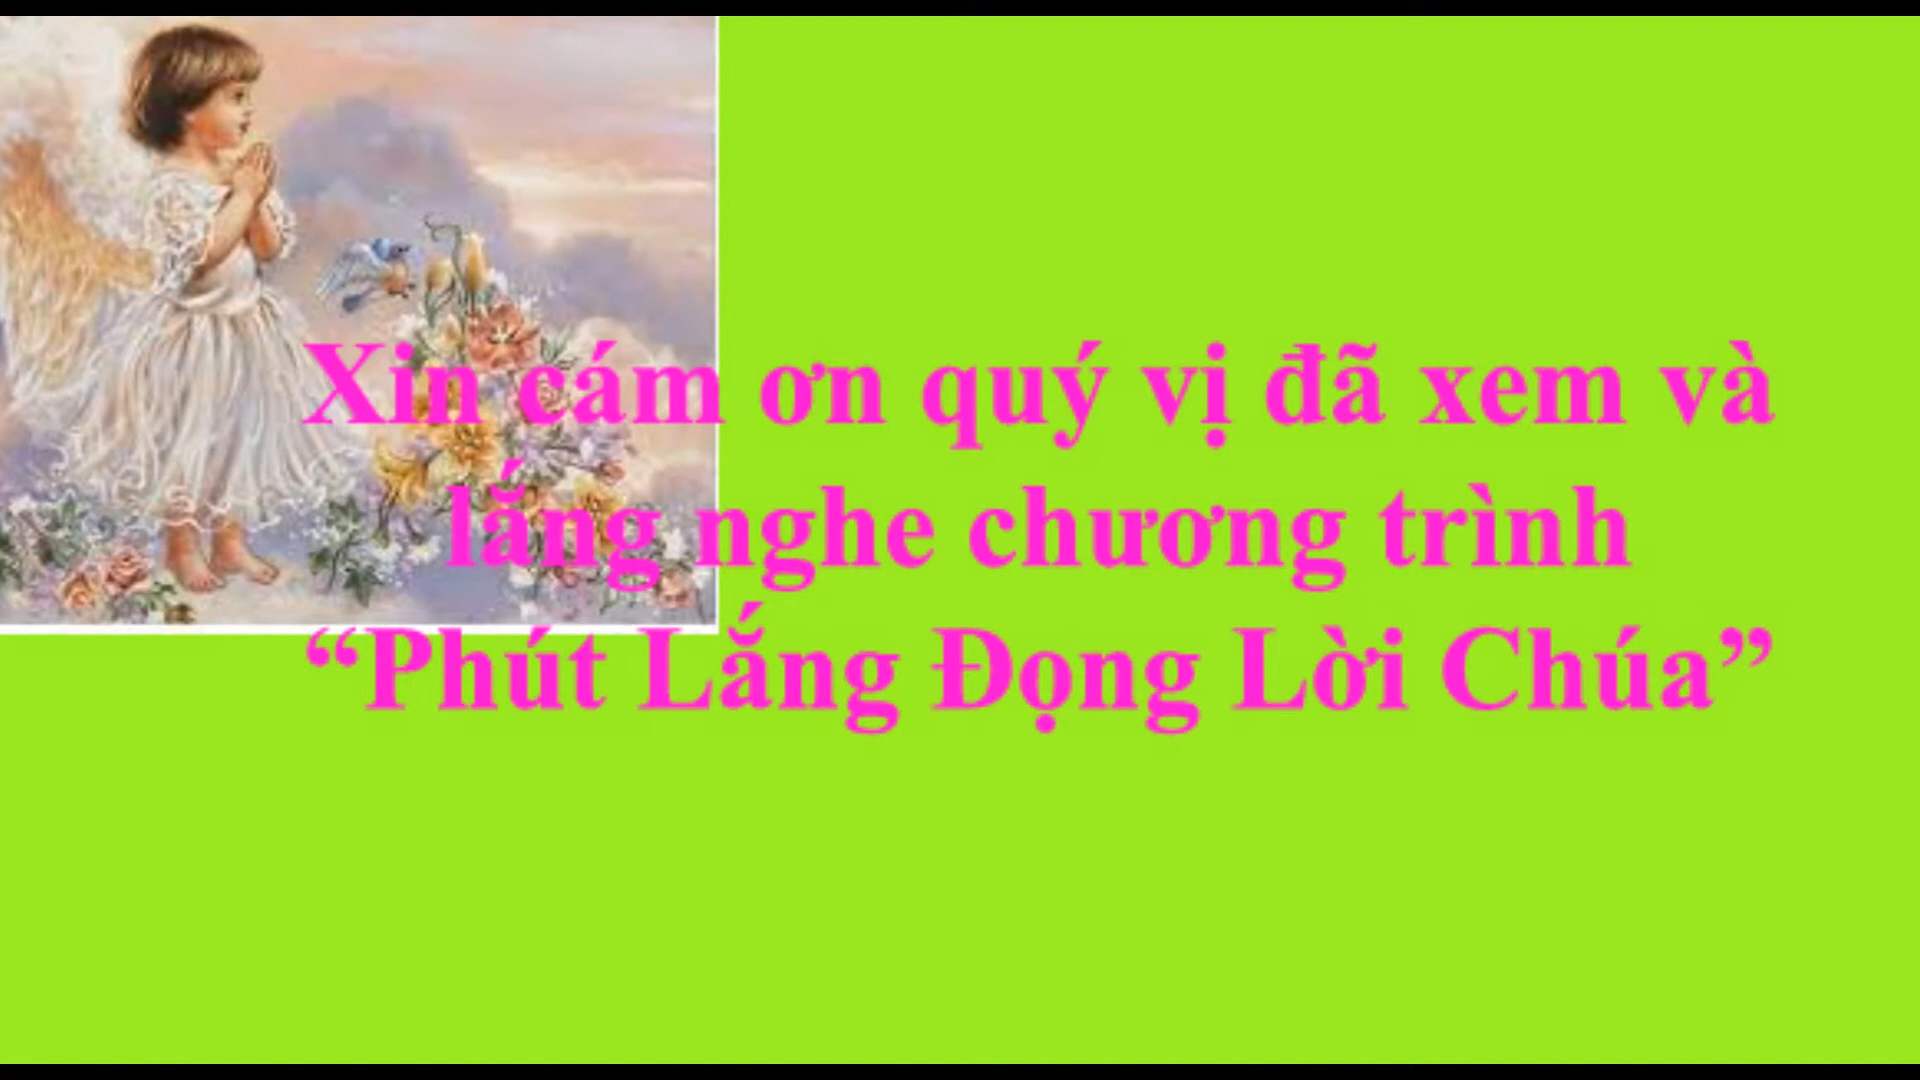 Xin cám ơn quý vị đã xem và
lắng nghe chương trình
“Phút Lắng Đọng Lời Chúa”